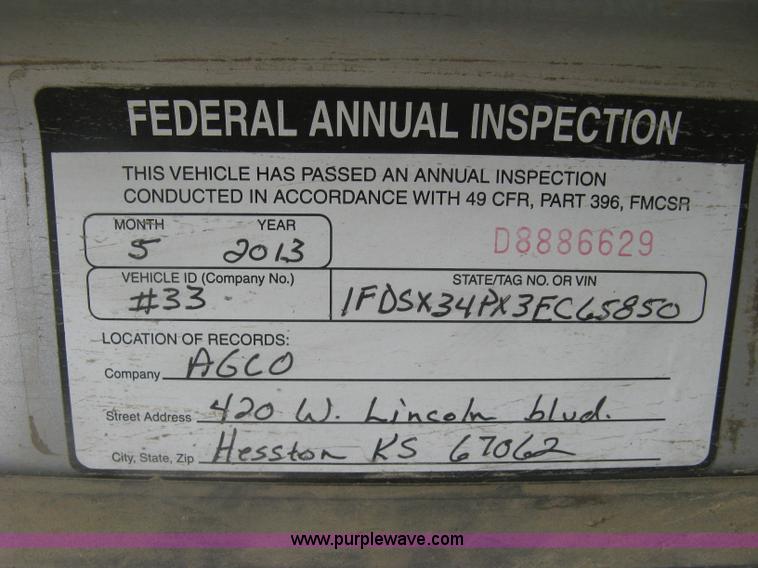 FEDERAL ANNUAL INSPECTION
THIS VEHICLE HAS PASSED AN ANNUAL INSPECTION
CONDUCTED IN ACCORDANCE WITH 49 CFR, PART 396, FMCSR
MONTH YEAR
5 2013 D8886629
VEHICLE ID (Company No.) STATE/TAG NO. OR VIN
#33 1FDSX34PX3EC65850
LOCATION OF RECORDS:
Company AGCO
Street Address 420 W. Lincoln blvd.
City, State, Zip Hesston KS 67062
www.purplewave.com